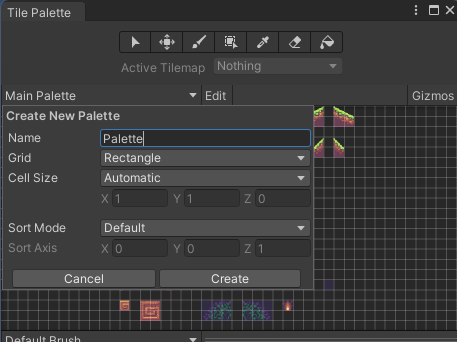 Tile Palette
Active Tilemap Nothing
Main Palette Edit Gizmos
Create New Palette
Name Palette
Grid Rectangle
Cell Size Automatic
X 1 Y 1 Z 0
Sort Mode Default
Sort Axis X 0 Y 0 Z 1
Cancel Create
Default Brush